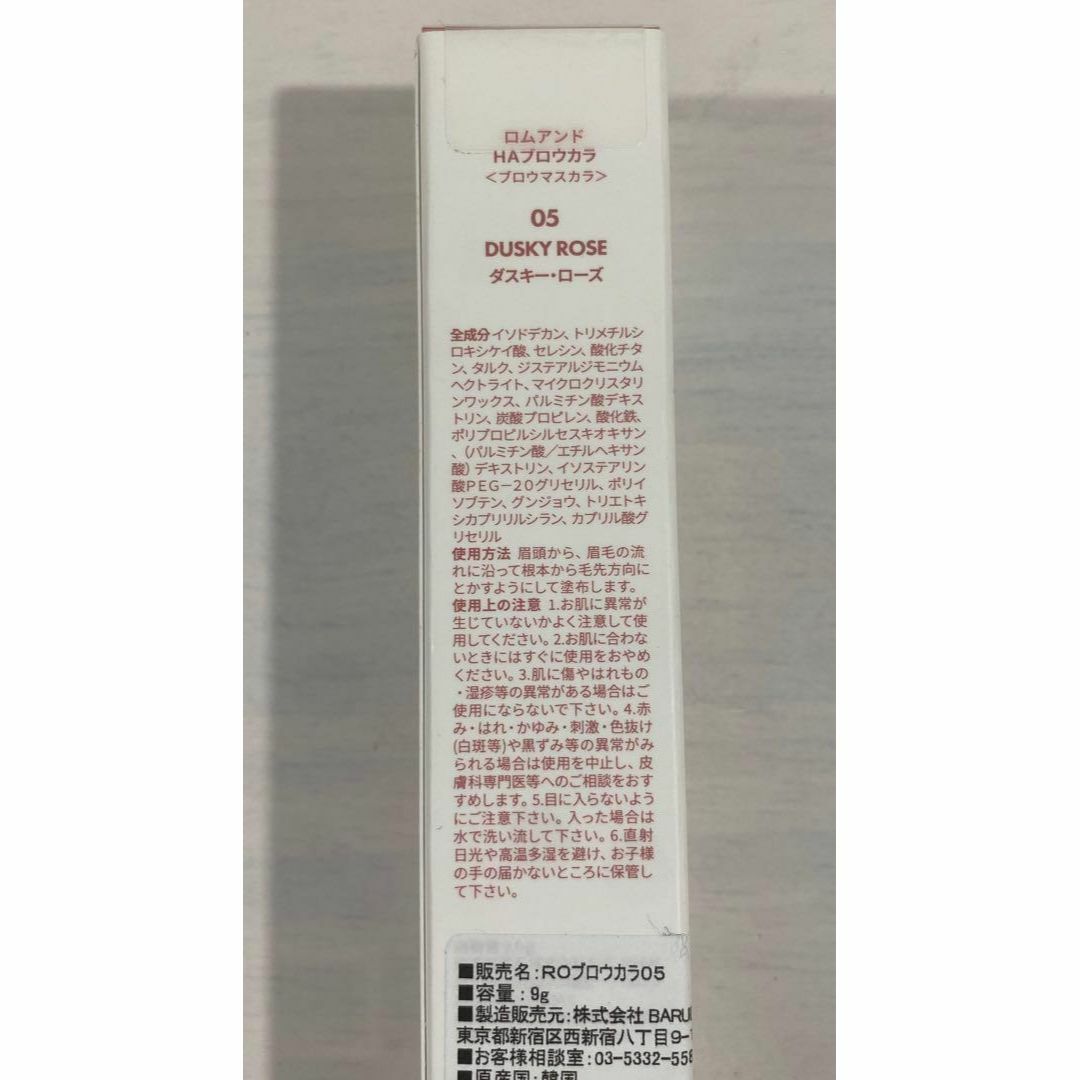 ロムアンド
HAブロウカラ
＜ブロウマスカラ＞
05
DUSKY ROSE
ダスキー・ローズ
全成分 イソドデカン、トリメチルシ
ロキシケイ酸、セレシン、酸化チタ
ン、タルク、ジステアルジモニウム
ヘクトライト、マイクロクリスタリ
ンワックス、パルミチン酸デキス
トリン、炭酸プロピレン、酸化鉄、
ポリプロピルシルセスキオキサン
、（パルミチン酸／エチルヘキサン
酸）デキストリン、イソステアリン
酸PEG－20グリセリル、ポリイ
ソブテン、グンジョウ、トリエトキ
シカプリリルシラン、カプリル酸グ
リセリル
使用方法 眉頭から、眉毛の流
れに沿って根本から毛先方向に
とかすようにして塗布します。
使用上の注意 1.お肌に異常が
生じていないかよく注意して使
用してください。2.お肌に合わな
いときにはすぐに使用をおやめ
ください。3.肌に傷やはれもの
・湿疹等の異常がある場合はご
使用にならないで下さい。4.赤
み・はれ・かゆみ・刺激・色抜け
(白斑等)や黒ずみ等の異常がみ
られる場合は使用を中止し、皮
膚科専門医等へのご相談をおす
すめします。5.目に入らないよう
にご注意下さい。入った場合は
水で洗い流して下さい。6.直射
日光や高温多湿を避け、お子様
の手の届かないところに保管し
て下さい。
■販売名：ROブロウカラ05
■容量：9g
■製造販売元：株式会社 BARU
東京都新宿区西新宿八丁目9-
■お客様相談室：03-5332-55
■原産国：韓国